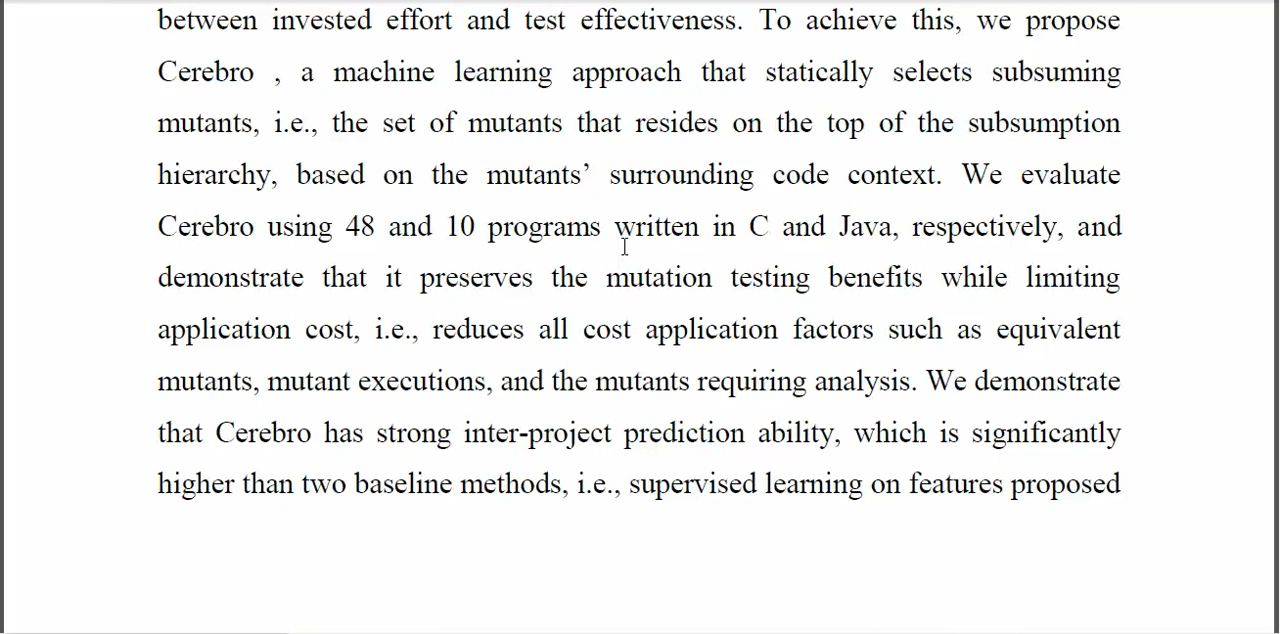 between invested effort and test effectiveness. To achieve this, we propose
Cerebro , a machine learning approach that statically selects subsuming
mutants, i.e., the set of mutants that resides on the top of the subsumption
hierarchy, based on the mutants’ surrounding code context. We evaluate
Cerebro using 48 and 10 programs written in C and Java, respectively, and
demonstrate that it preserves the mutation testing benefits while limiting
application cost, i.e., reduces all cost application factors such as equivalent
mutants, mutant executions, and the mutants requiring analysis. We demonstrate
that Cerebro has strong inter-project prediction ability, which is significantly
higher than two baseline methods, i.e., supervised learning on features proposed